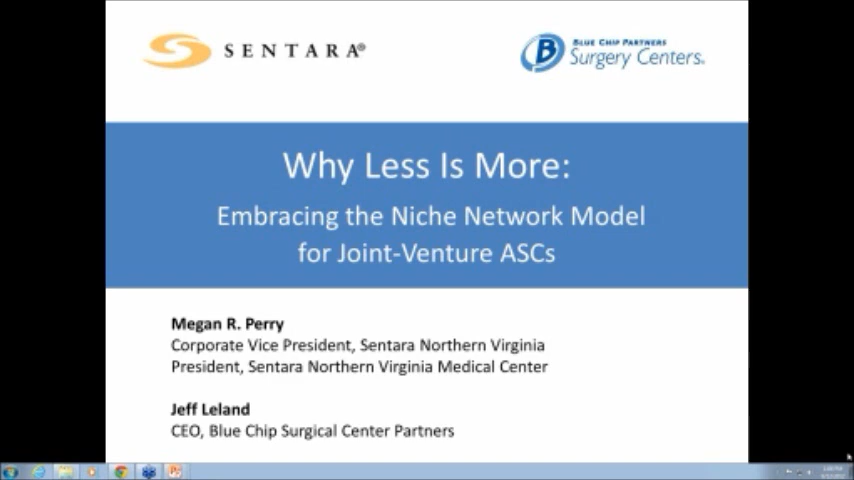 SENTARA®
BLUE CHIP PARTNERS
Surgery Centers.
Why Less Is More:
Embracing the Niche Network Model
for Joint-Venture ASCs
Megan R. Perry
Corporate Vice President, Sentara Northern Virginia
President, Sentara Northern Virginia Medical Center
Jeff Leland
CEO, Blue Chip Surgical Center Partners